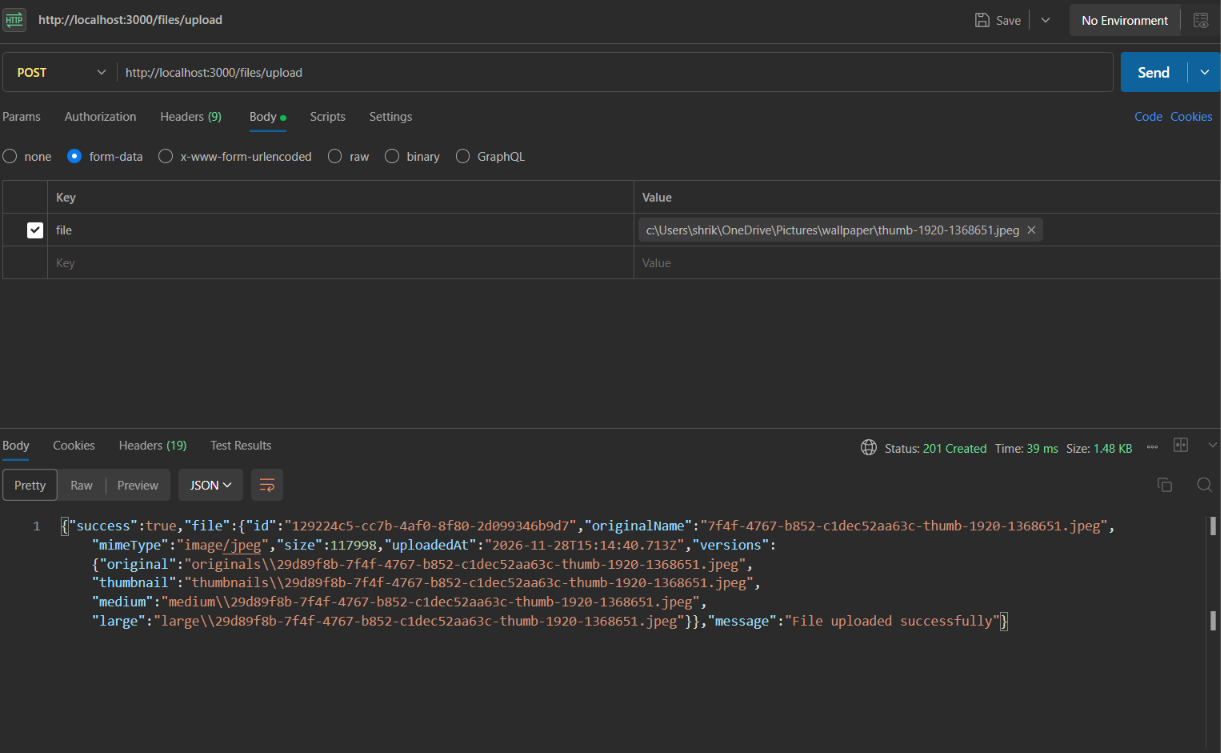 HTTP http://localhost:3000/files/upload Save No Environment
POST http://localhost:3000/files/upload Send
Params Authorization Headers (9) Body Scripts Settings Code Cookies
none form-data x-www-form-urlencoded raw binary GraphQL
Key Value
file c:\Users\shrik\OneDrive\Pictures\wallpaper\thumb-1920-1368651.jpeg
Key Value
Body Cookies Headers (19) Test Results Status: 201 Created Time: 39 ms Size: 1.48 KB
Pretty Raw Preview JSON
1 {"success":true,"file":{"id":"129224c5-cc7b-4af0-8f80-2d099346b9d7","originalName":"7f4f-4767-b852-c1dec52aa63c-thumb-1920-1368651.jpeg",
"mimeType":"image/jpeg","size":117998,"uploadedAt":"2026-11-28T15:14:40.713Z","versions":
{"original":"originals\\29d89f8b-7f4f-4767-b852-c1dec52aa63c-thumb-1920-1368651.jpeg",
"thumbnail":"thumbnails\\29d89f8b-7f4f-4767-b852-c1dec52aa63c-thumb-1920-1368651.jpeg",
"medium":"medium\\29d89f8b-7f4f-4767-b852-c1dec52aa63c-thumb-1920-1368651.jpeg",
"large":"large\\29d89f8b-7f4f-4767-b852-c1dec52aa63c-thumb-1920-1368651.jpeg"}},"message":"File uploaded successfully"}